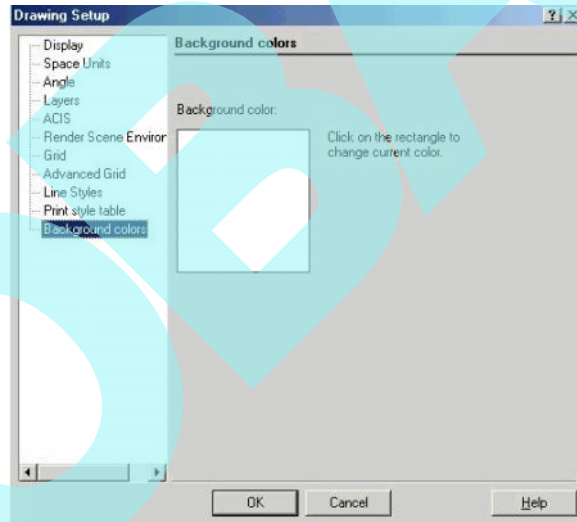 Drawing Setup
Display
Space Units
Angle
Layers
ACIS
Render Scene Environ
Grid
Advanced Grid
Line Styles
Print style table
Background colors
Background colors
Background color:
Click on the rectangle to
change current color.
OK
Cancel
Help